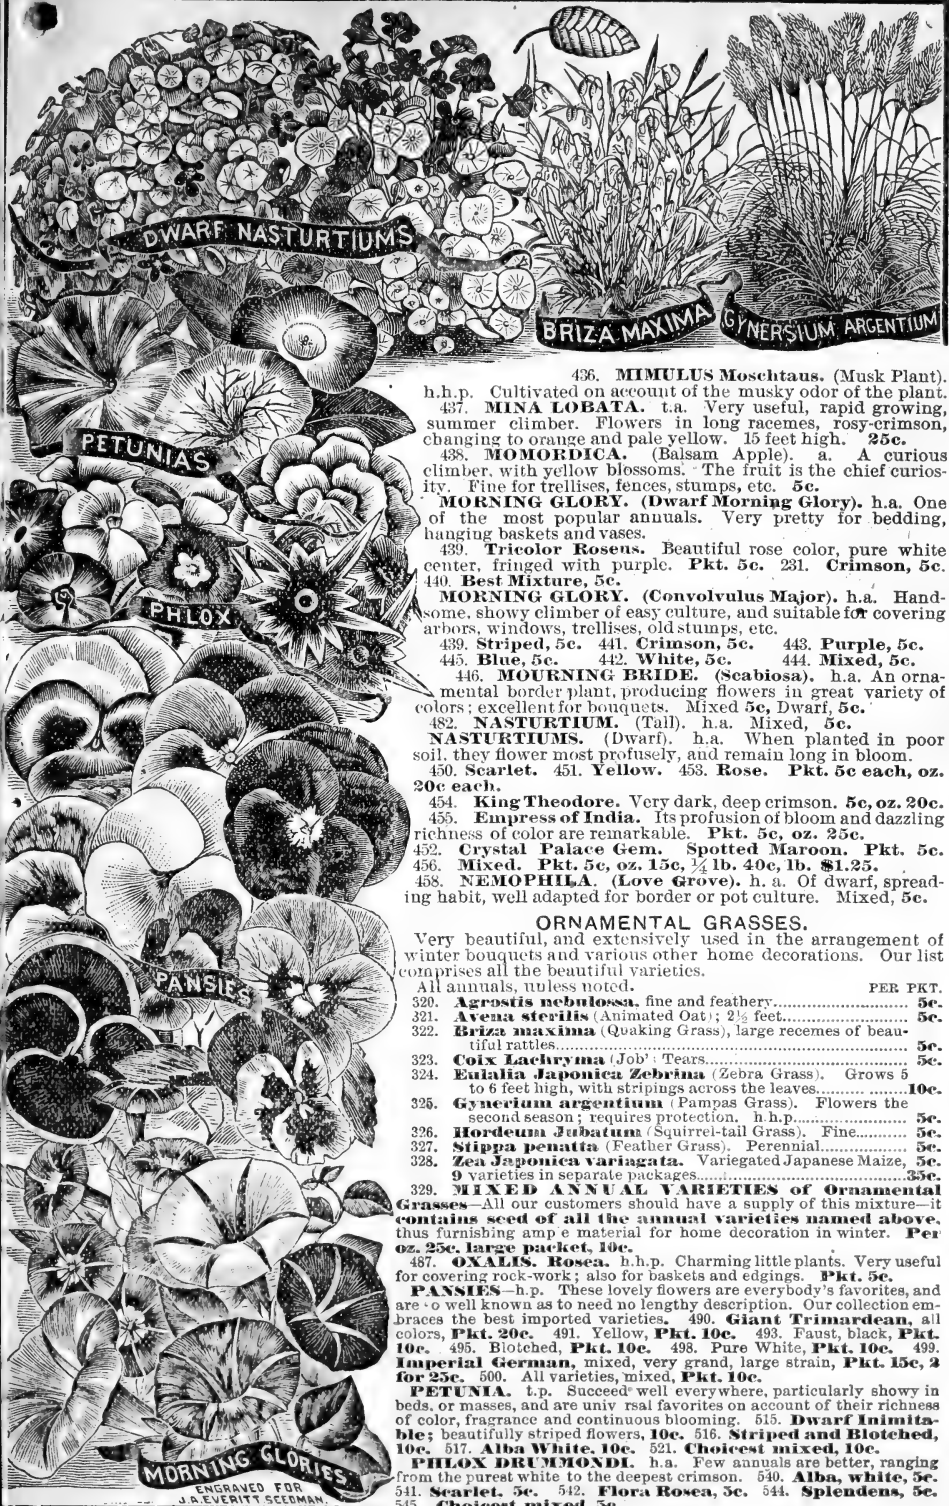 DWARF NASTURTIUMS
BRIZA MAXIMA
GYNERSIUM ARGENTIUM
PETUNIAS
PHLOX
PANSIES
MORNING GLORIES.
ENGRAVED FOR
J.A.EVERITT SEEDMAN.
436. MIMULUS Moschtaus. (Musk Plant).
h.h.p. Cultivated on account of the musky odor of the plant.
437. MINA LOBATA. t.a. Very useful, rapid growing,
summer climber. Flowers in long racemes, rosy-crimson,
changing to orange and pale yellow. 15 feet high. 25c.
438. MOMORDICA. (Balsam Apple). a. A curious
climber, with yellow blossoms. The fruit is the chief curios-
ity. Fine for trellises, fences, stumps, etc. 5c.
MORNING GLORY. (Dwarf Morning Glory). h.a. One
of the most popular annuals. Very pretty for bedding,
hanging baskets and vases.
439. Tricolor Roseus. Beautiful rose color, pure white
center, fringed with purple. Pkt. 5c. 231. Crimson, 5c.
440. Best Mixture, 5c.
MORNING GLORY. (Convolvulus Major). h.a. Hand-
some, showy climber of easy culture, and suitable for covering
arbors, windows, trellises, old stumps, etc.
439. Striped, 5c. 441. Crimson, 5c. 443. Purple, 5c.
445. Blue, 5c. 442. White, 5c. 444. Mixed, 5c.
446. MOURNING BRIDE. (Scabiosa). h.a. An orna-
mental border plant, producing flowers in great variety of
colors; excellent for bouquets. Mixed 5c, Dwarf, 5c.
482. NASTURTIUM. (Tall). h.a. Mixed, 5c.
NASTURTIUMS. (Dwarf). h.a. When planted in poor
soil, they flower most profusely, and remain long in bloom.
450. Scarlet. 451. Yellow. 453. Rose. Pkt. 5c each, oz.
20c each.
454. King Theodore. Very dark, deep crimson. 5c, oz. 20c.
455. Empress of India. Its profusion of bloom and dazzling
richness of color are remarkable. Pkt. 5c, oz. 25c.
452. Crystal Palace Gem. Spotted Maroon. Pkt. 5c.
456. Mixed. Pkt. 5c, oz. 15c, ¼ lb. 40c, lb. $1.25.
458. NEMOPHILA. (Love Grove). h. a. Of dwarf, spread-
ing habit, well adapted for border or pot culture. Mixed, 5c.
ORNAMENTAL GRASSES.
Very beautiful, and extensively used in the arrangement of
winter bouquets and various other home decorations. Our list
comprises all the beautiful varieties.
All annuals, unless noted. PER PKT.
320. Agrostis nebulossa, fine and feathery........ 5c.
321. Avena sterilis (Animated Oat); 2½ feet........ 5c.
322. Briza maxima (Quaking Grass), large recemes of beau-
tiful rattles........ 5c.
323. Coix Lachryma (Job' Tears........ 5c.
324. Eulalia Japonica Zebrina (Zebra Grass). Grows 5
to 6 feet high, with stripings across the leaves........10c.
325. Gynerium argentium (Pampas Grass). Flowers the
second season; requires protection. h.h.p........ 5c.
326. Hordeum Jubatum (Squirrel-tail Grass). Fine........ 5c.
327. Stippa penatta (Feather Grass). Perennial........ 5c.
328. Zea Japonica variagata. Variegated Japanese Maize, 5c.
9 varieties in separate packages........35c.
329. MIXED ANNUAL VARIETIES of Ornamental
Grasses—All our customers should have a supply of this mixture—it
contains seed of all the annual varieties named above,
thus furnishing amp e material for home decoration in winter. Per
oz. 25c. large packet, 10c.
487. OXALIS. Rosea. h.h.p. Charming little plants. Very useful
for covering rock-work; also for baskets and edgings. Pkt. 5c.
PANSIES—h.p. These lovely flowers are everybody's favorites, and
are o well known as to need no lengthy description. Our collection em-
braces the best imported varieties. 490. Giant Trimardean, all
colors, Pkt. 20c. 491. Yellow, Pkt. 10c. 493. Faust, black, Pkt.
10c. 495. Blotched, Pkt. 10c. 498. Pure White, Pkt. 10c. 499.
Imperial German, mixed, very grand, large strain, Pkt. 15c, 2
for 25c. 500. All varieties, mixed, Pkt. 10c.
PETUNIA. t.p. Succeed well everywhere, particularly showy in
beds, or masses, and are univ rsal favorites on account of their richness
of color, fragrance and continuous blooming. 515. Dwarf Inimita-
ble; beautifully striped flowers, 10c. 516. Striped and Blotched,
10c. 517. Alba White, 10c. 521. Choicest mixed, 10c.
PHLOX DRUMMONDI. h.a. Few annuals are better, ranging
from the purest white to the deepest crimson. 540. Alba, white, 5c.
541. Scarlet, 5c. 542. Flora Rosea, 5c. 544. Splendens, 5c.
545. Choicest mixed, 5c